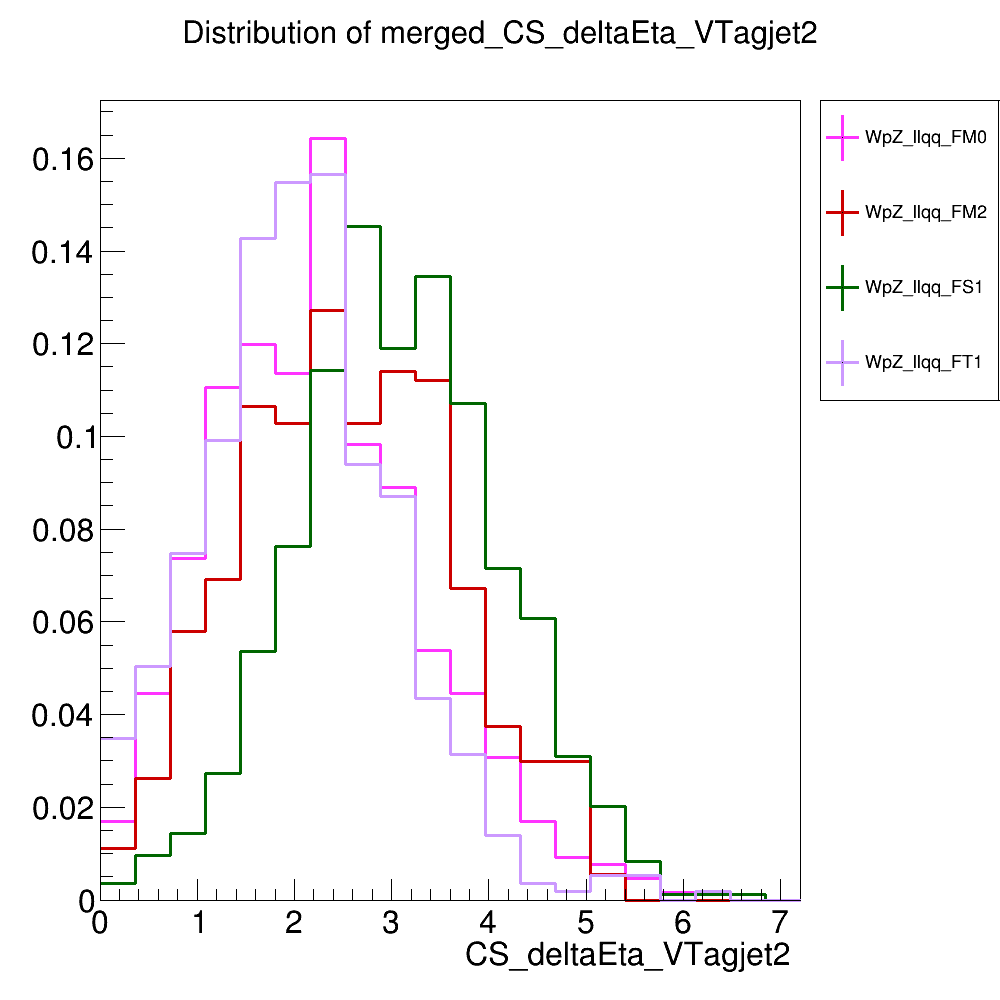 Distribution of merged_CS_deltaEta_VTagjet2
WpZ_llqq_FM0
WpZ_llqq_FM2
WpZ_llqq_FS1
WpZ_llqq_FT1
0.16
0.14
0.12
0.1
0.08
0.06
0.04
0.02
0
0 1 2 3 4 5 6 7
CS_deltaEta_VTagjet2